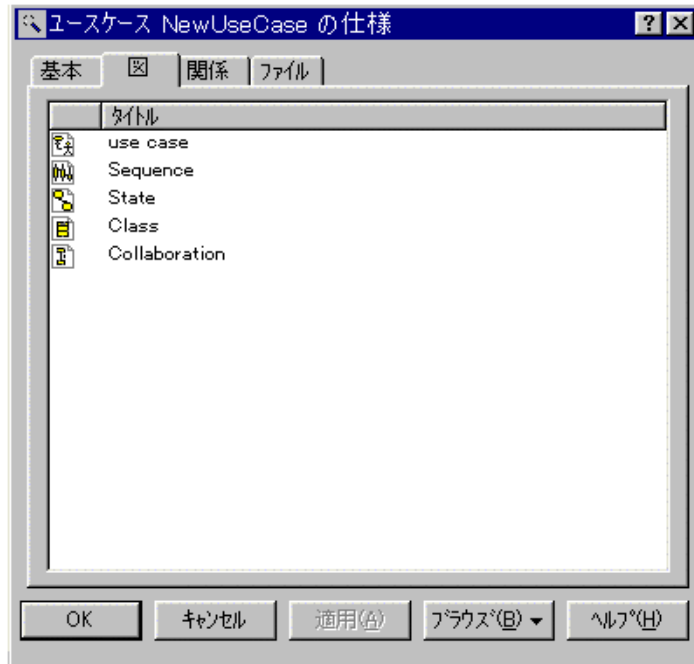 ユースケース NewUseCase の仕様
基本 図 関係 ﾌｧｲﾙ
ﾀｲﾄﾙ
use case
Sequence
State
Class
Collaboration
OK ｷｬﾝｾﾙ 適用(A) ﾌﾞﾗｳｽﾞ(B) ﾍﾙﾌﾟ(H)